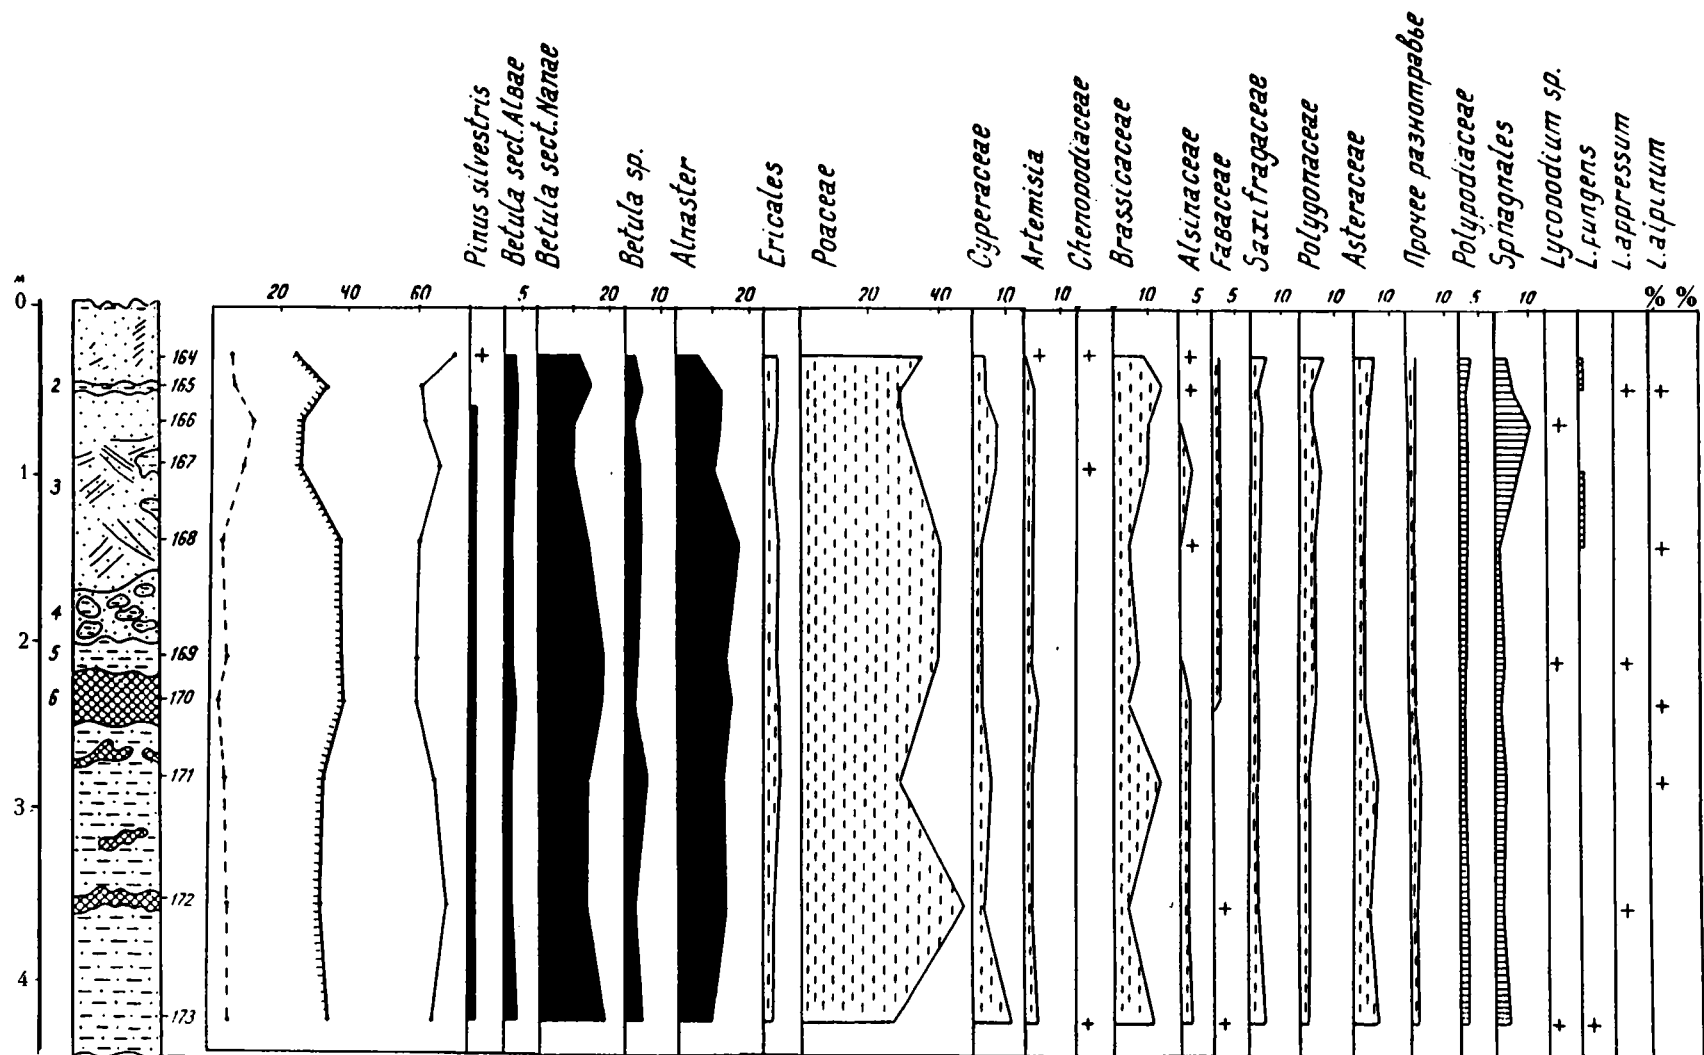 Pinus silvestris
Betula sect. Albae
Betula sect. Nanae
Betula sp.
Alnaster
Ericales
Poaceae
Cyperaceae
Artemisia
Chenopodiaceae
Brassicaceae
Alsinaceae
Fabaceae
Saxifragaceae
Polygonaceae
Asteraceae
Прочее разнотравье
Polypodiaceae
Sphagnales
Lycopodium sp.
L. fungens
L. appressum
L. alpinum
м
0 20 40 60 5 20 10 20 20 40 10 10 10 5 5 10 10 10 10 5 10 % %
164 + + + +
2 165 + + +
166 +
167 +
1
3
168 + +
4
2
5 169 + +
6 170 +
171 +
3
172 + +
4
173 + + + +